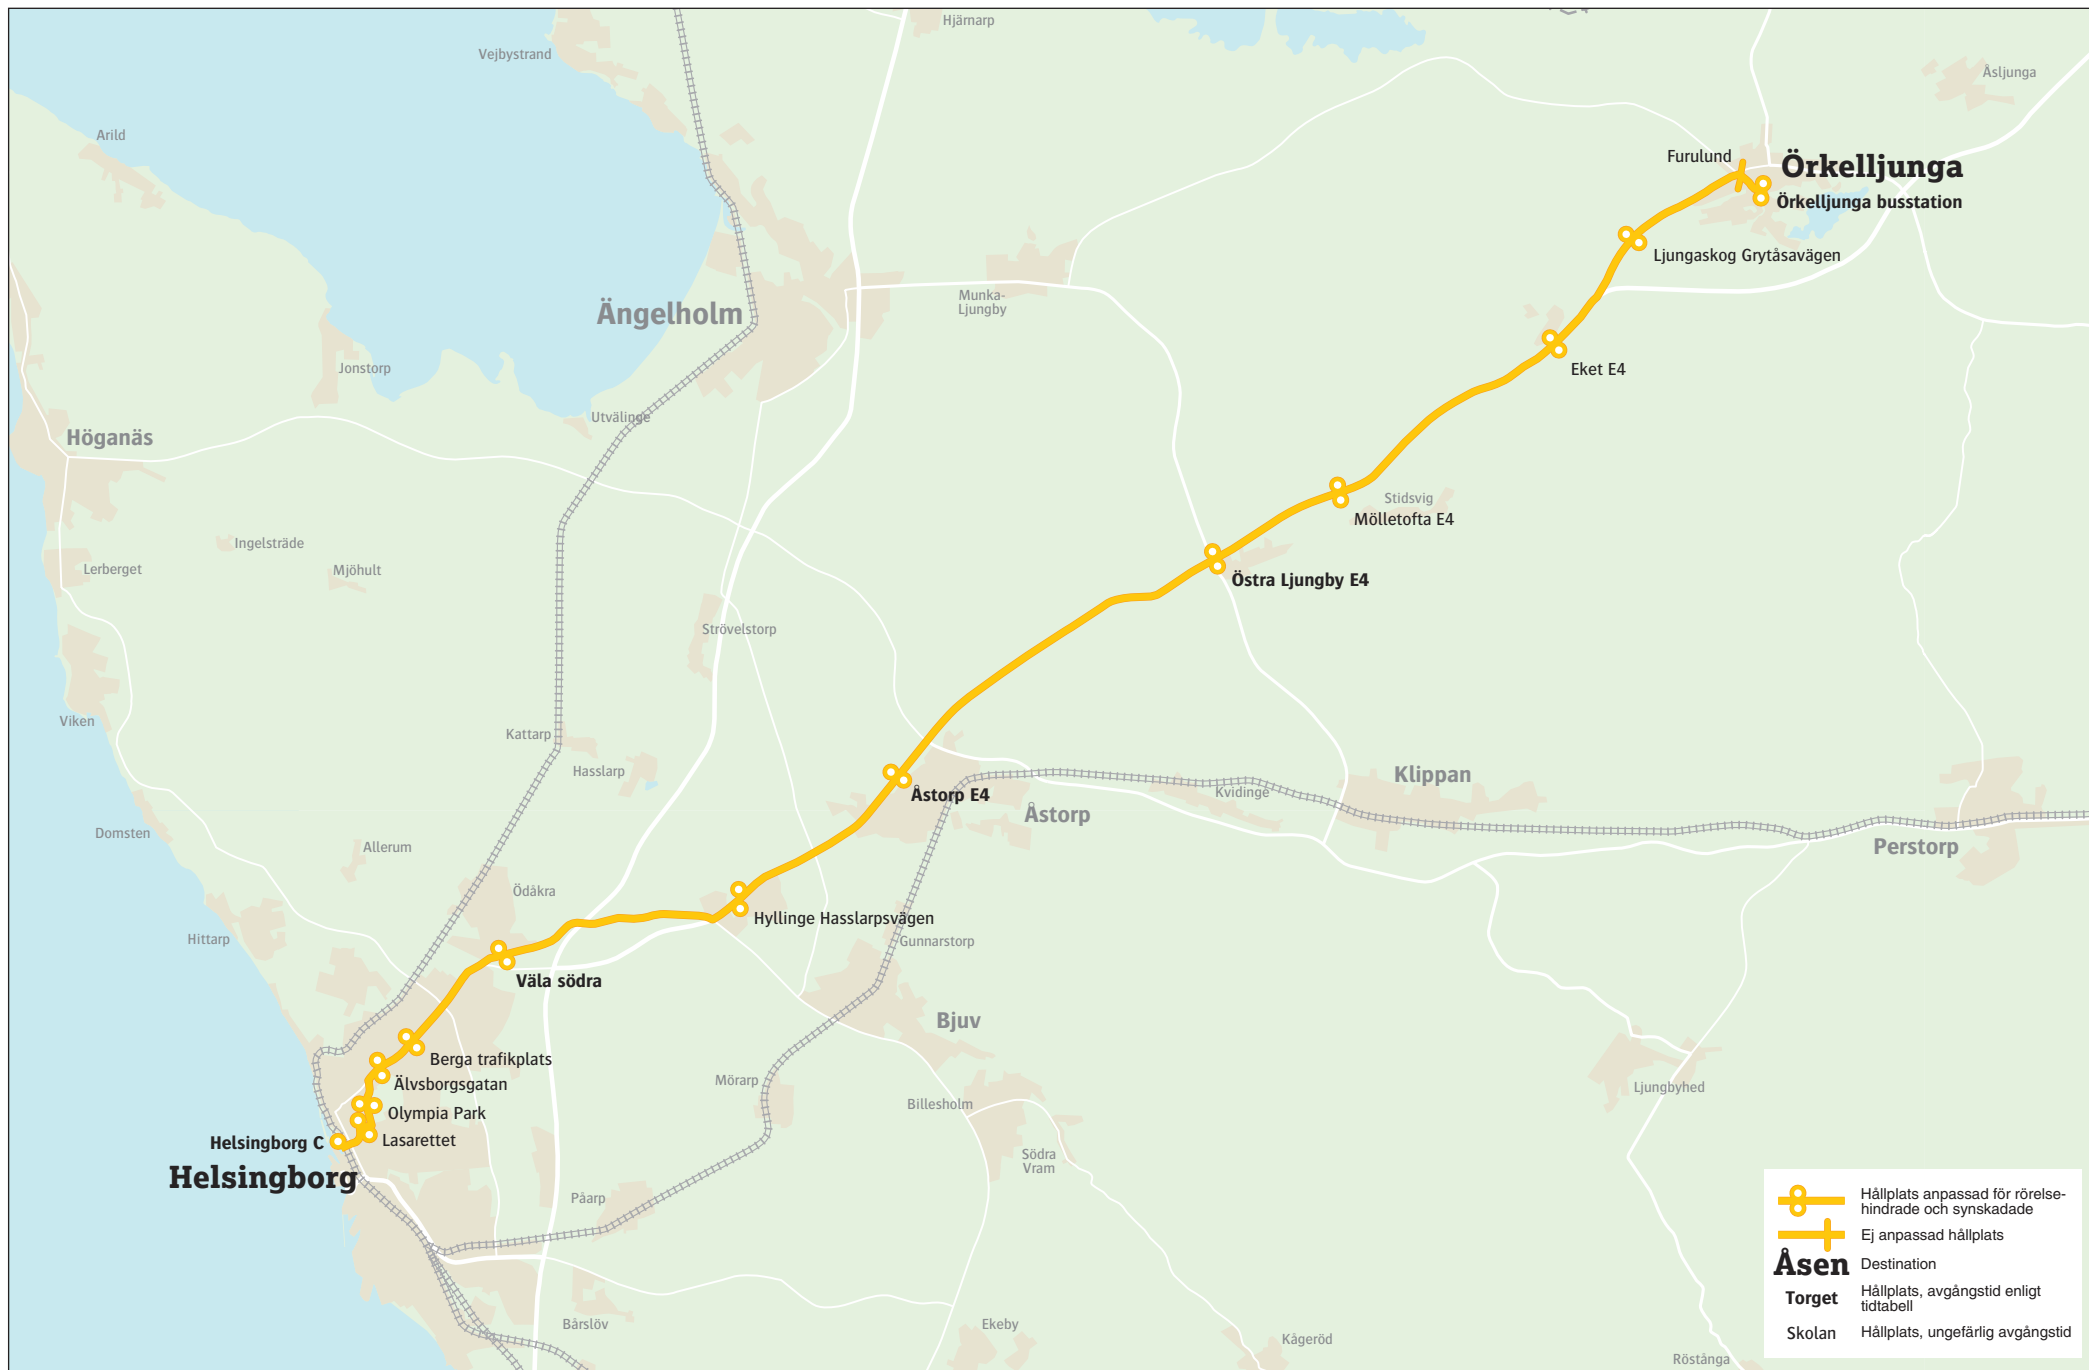 Hjärnarp
Vejbystrand
Åsljunga
Arild
Furulund
Örkelljunga
Örkelljunga busstation
Ljungaskog Grytåsavägen
Munka-
Ljungby
Ängelholm
Jonstorp
Eket E4
Utvälinge
Höganäs
Stidsvig
Mölletofta E4
Ingelsträde
Lerberget
Mjöhult
Östra Ljungby E4
Strövelstorp
Viken
Kattarp
Hasslarp
Klippan
Kvidinge
Åstorp E4
Åstorp
Domsten
Allerum
Perstorp
Ödåkra
Hyllinge Hasslarpsvägen
Hittarp
Gunnarstorp
Väla södra
Bjuv
Berga trafikplats
Älvsborgsgatan
Mörarp
Ljungbyhed
Billesholm
Olympia Park
Helsingborg C
Lasarettet
Södra
Vram
Helsingborg
Påarp
Bårslöv
Ekeby
Kågeröd
Röstånga
Hållplats anpassad för rörelse-
hindrade och synskadade
Ej anpassad hållplats
Åsen Destination
Torget Hållplats, avgångstid enligt
tidtabell
Skolan Hållplats, ungefärlig avgångstid